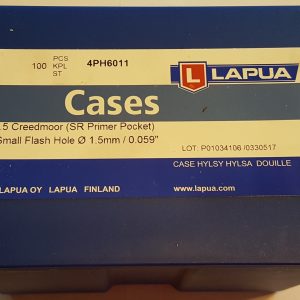 100 PCS KPL ST 4PH6011
L LAPUA
Cases
.5 Creedmoor (SR Primer Pocket)
Small Flash Hole Ø 1.5mm / 0.059"
LOT: P01034106 /0330517
CASE HYLSY HYLSA DOUILLE
LAPUA OY LAPUA FINLAND
www.lapua.com